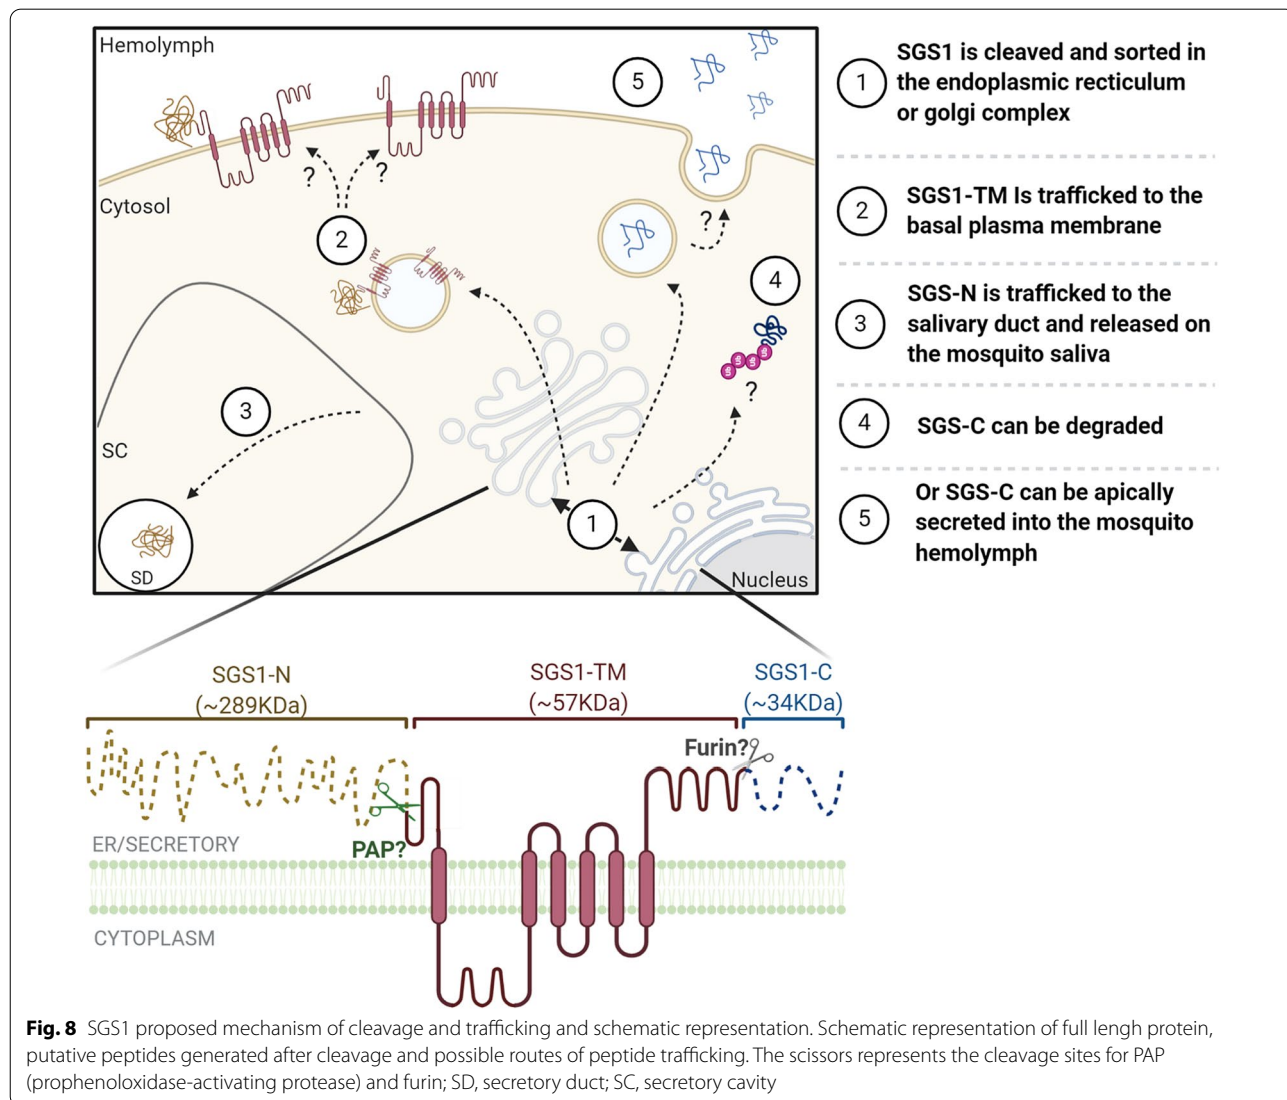 Hemolymph
5
?
?
Cytosol
2
?
4
ub
ub
ub
ub
?
3
SC
1
SD
Nucleus
1
SGS1 is cleaved and sorted in
the endoplasmic recticulum
or golgi complex
2
SGS1-TM Is trafficked to the
basal plasma membrane
3
SGS-N is trafficked to the
salivary duct and released on
the mosquito saliva
4
SGS-C can be degraded
5
Or SGS-C can be apically
secreted into the mosquito
hemolymph
SGS1-N
(~289KDa)
SGS1-TM
(~57KDa)
SGS1-C
(~34KDa)
Furin?
PAP?
ER/SECRETORY
CYTOPLASM
Fig. 8 SGS1 proposed mechanism of cleavage and trafficking and schematic representation. Schematic representation of full lengh protein,
putative peptides generated after cleavage and possible routes of peptide trafficking. The scissors represents the cleavage sites for PAP
(prophenoloxidase-activating protease) and furin; SD, secretory duct; SC, secretory cavity